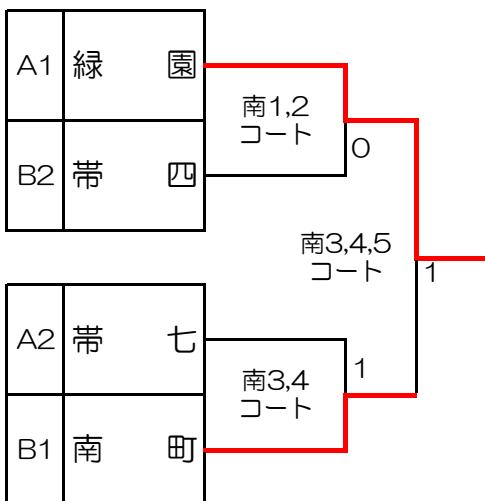 A1 緑 園
南1,2
コート
0
B2 帯 四
南3,4,5
コート
1
A2 帯 七
1
南3,4
コート
B1 南 町